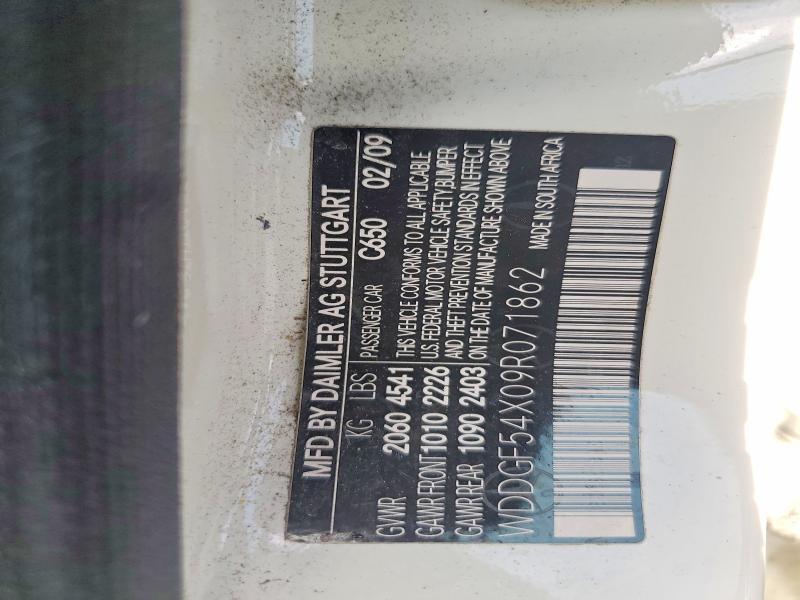 MFD BY DAIMLER AG STUTTGART
KG LBS PASSENGER CAR C650 02/09
GVWR 2060 4541 THIS VEHICLE CONFORMS TO ALL APPLICABLE
GAWR FRONT 1010 2226 U.S. FEDERAL MOTOR VEHICLE SAFETY, BUMPER
AND THEFT PREVENTION STANDARDS IN EFFECT
GAWR REAR 1090 2403 ON THE DATE OF MANUFACTURE SHOWN ABOVE
WDDGF54X09R071862 MADE IN SOUTH AFRICA